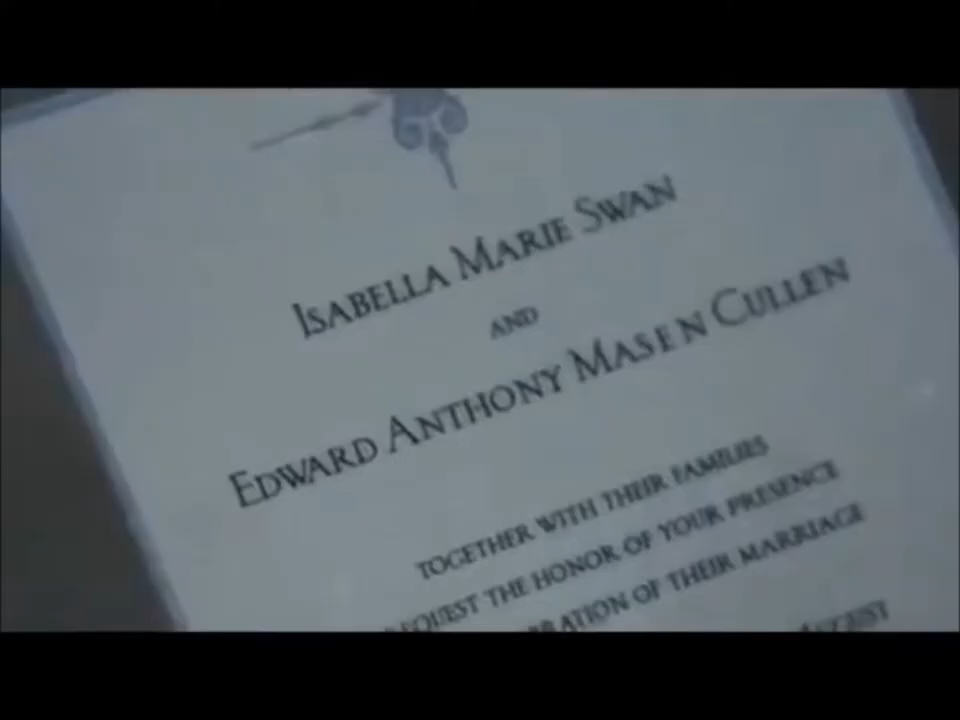 ISABELLA MARIE SWAN
AND
EDWARD ANTHONY MASEN CULLEN
TOGETHER WITH THEIR FAMILIES
REQUEST THE HONOR OF YOUR PRESENCE
OF THEIR MARRIAGE
AUGUST